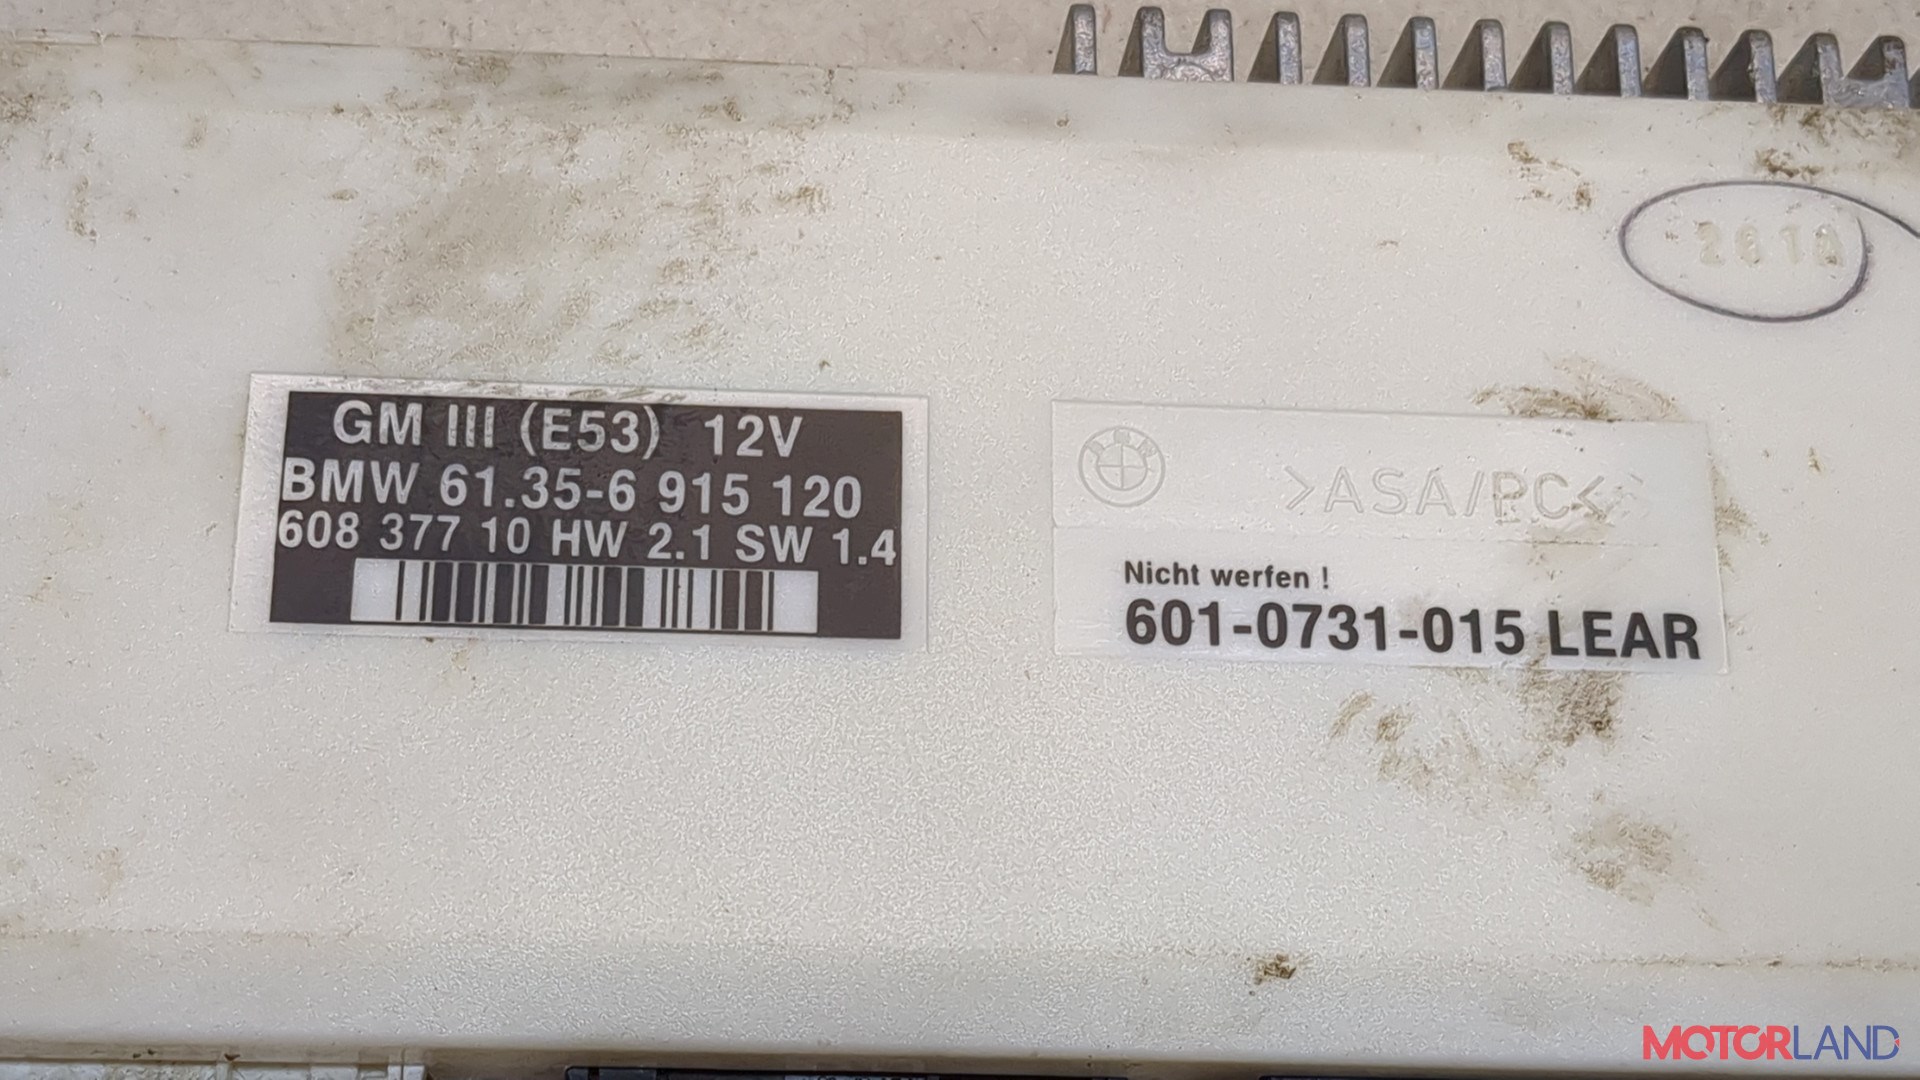 261A
GM III (E53) 12V
BMW 61.35-6 915 120
608 377 10 HW 2.1 SW 1.4
>ASA/PC<
Nicht werfen !
601-0731-015 LEAR
MOTORLAND